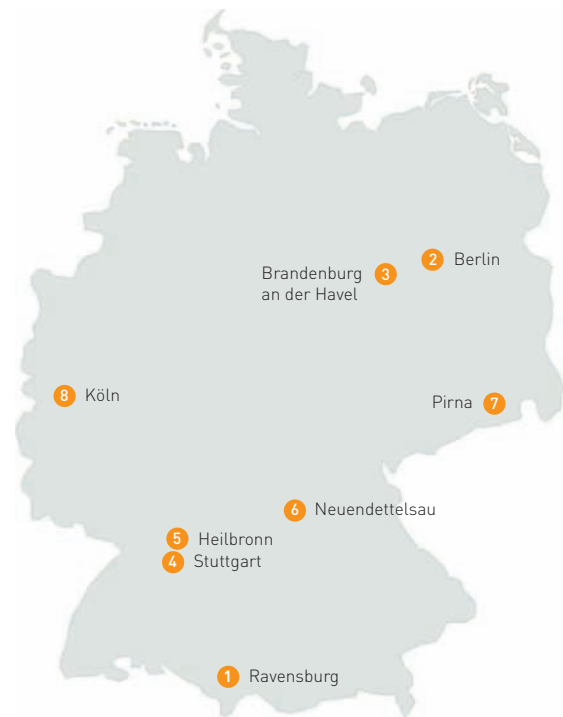 2 Berlin
Brandenburg 3
an der Havel
8 Köln
Pirna 7
6 Neuendettelsau
5 Heilbronn
4 Stuttgart
1 Ravensburg